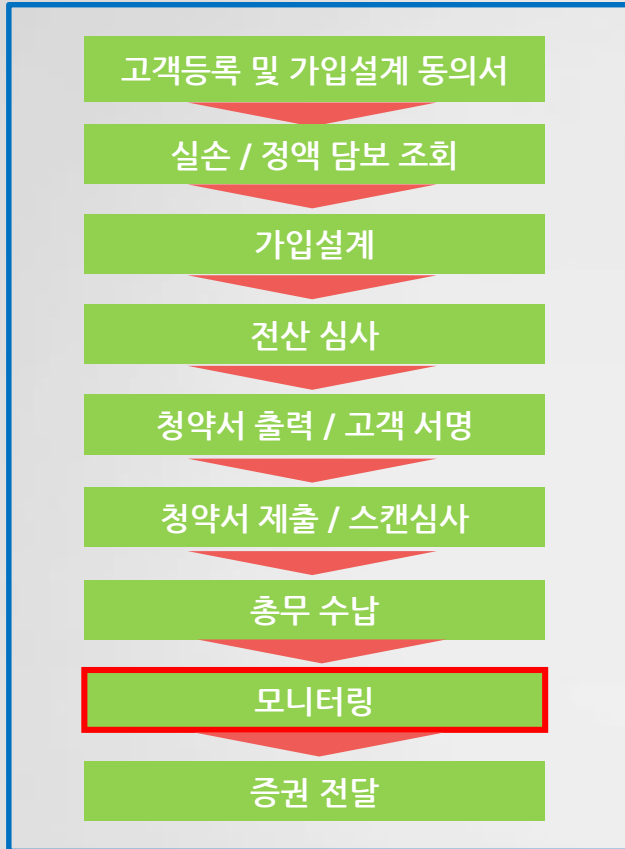 고객등록 및 가입설계 동의서
실손 / 정액 담보 조회
가입설계
전산 심사
청약서 출력 / 고객 서명
청약서 제출 / 스캔심사
총무 수납
모니터링
증권 전달